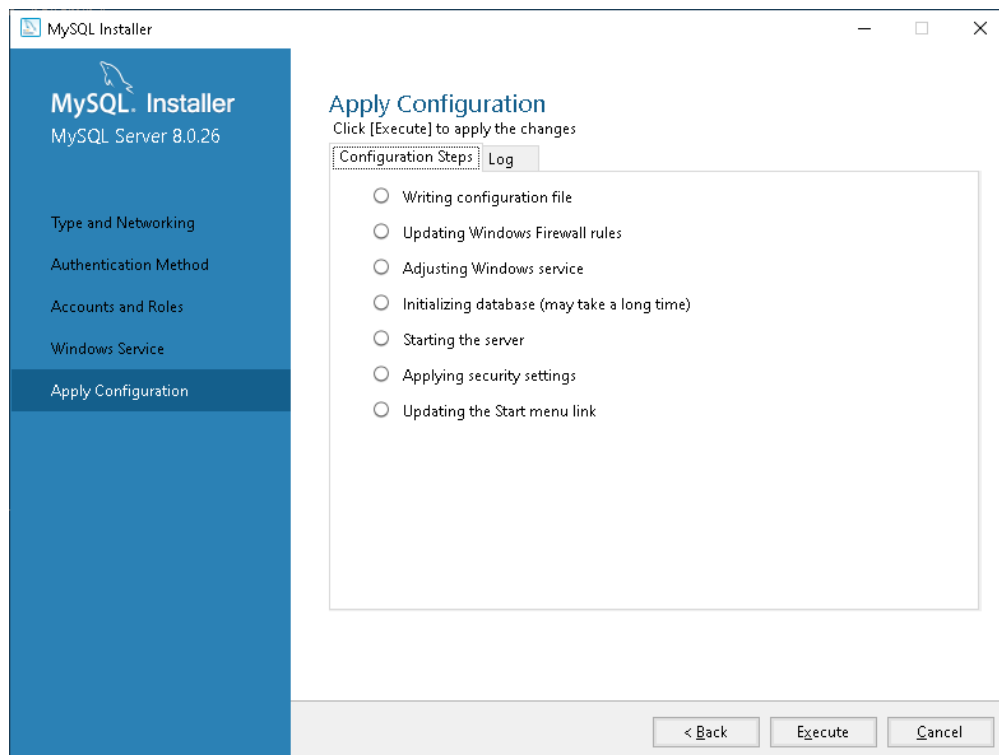 MySQL Installer
MySQL. Installer
MySQL Server 8.0.26
Type and Networking
Authentication Method
Accounts and Roles
Windows Service
Apply Configuration
Apply Configuration
Click [Execute] to apply the changes
Configuration Steps Log
Writing configuration file
Updating Windows Firewall rules
Adjusting Windows service
Initializing database (may take a long time)
Starting the server
Applying security settings
Updating the Start menu link
< Back Execute Cancel